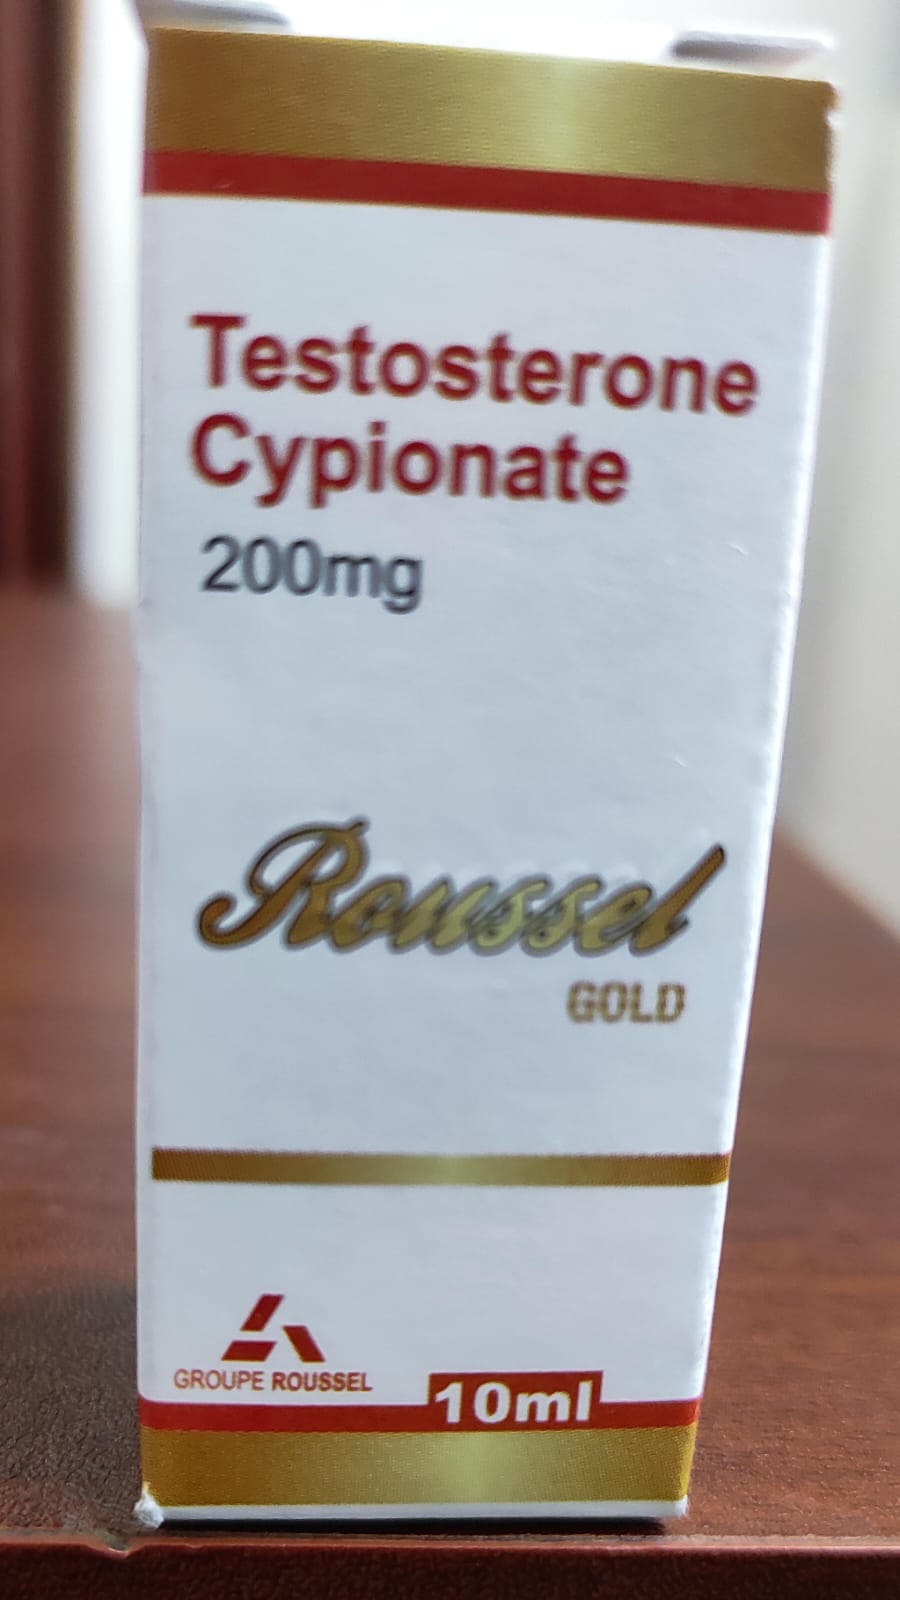 Testosterone
Cypionate
200mg
Roussel
GOLD
GROUPE ROUSSEL
10ml